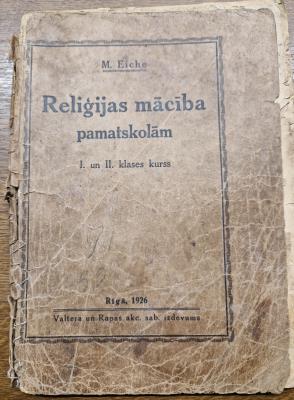 M. Eiche
Reliģijas mācība
pamatskolām
I. un II. klases kurss
Rīgā, 1926
Valtera un Rapas akc. sab. izdevums